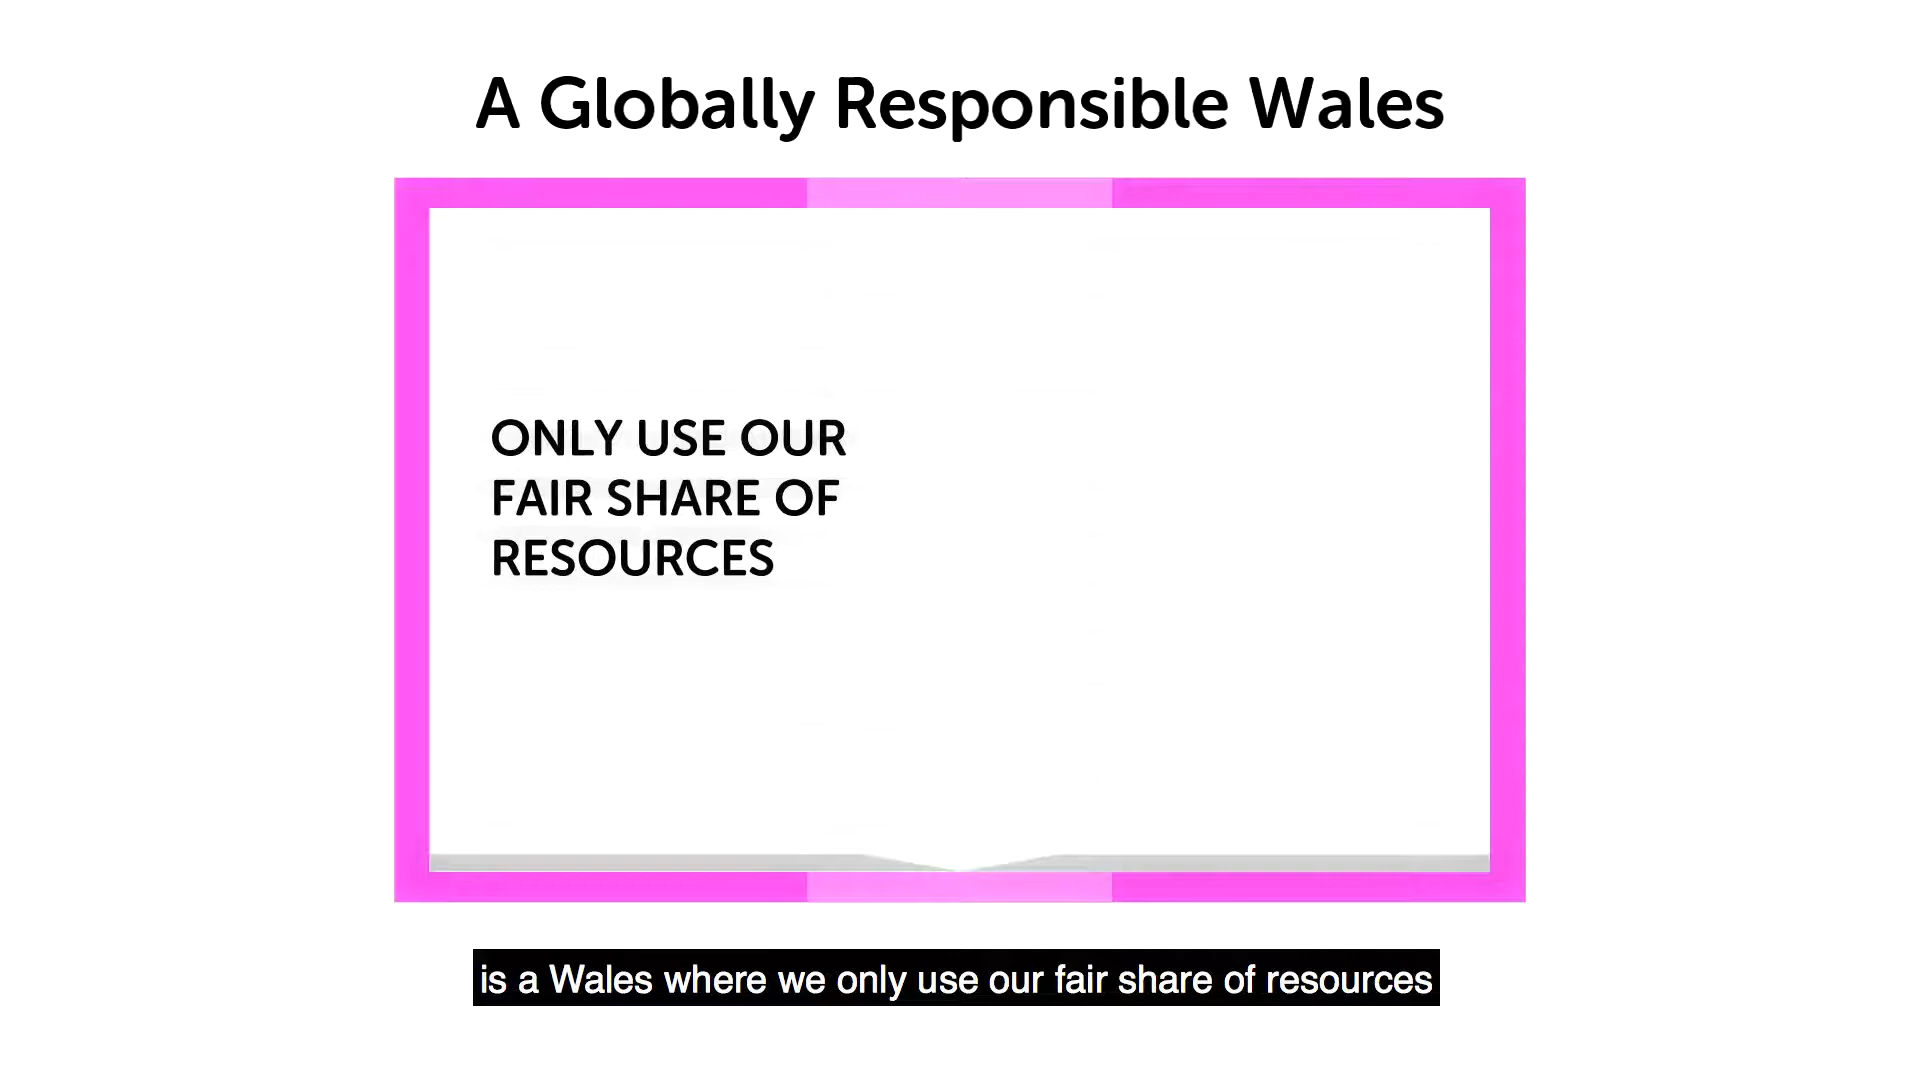 A Globally Responsible Wales
ONLY USE OUR
FAIR SHARE OF
RESOURCES
is a Wales where we only use our fair share of resources